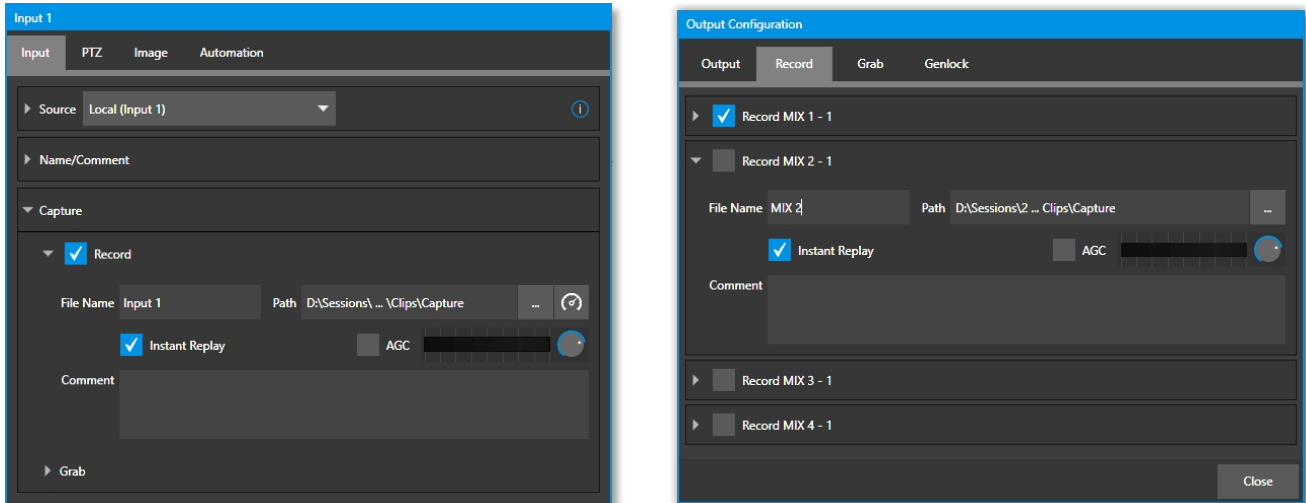 Input 1
Input PTZ Image Automation
Source Local (Input 1)
Name/Comment
Capture
Record
File Name Input 1 Path D:\Sessions\ ... \Clips\Capture ...
Instant Replay AGC
Comment
Grab
Output Configuration
Output Record Grab Genlock
Record MIX 1 - 1
Record MIX 2 - 1
File Name MIX 2 Path D:\Sessions\2 ... Clips\Capture ...
Instant Replay AGC
Comment
Record MIX 3 - 1
Record MIX 4 - 1
Close